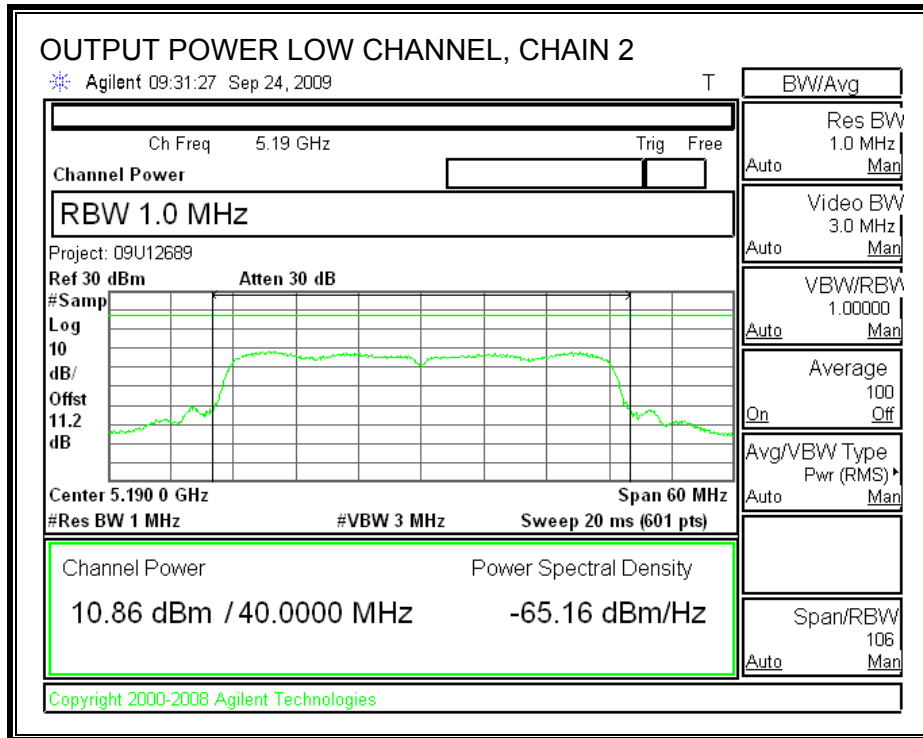 OUTPUT POWER LOW CHANNEL, CHAIN 2
Agilent 09:31:27 Sep 24, 2009 T
BW/Avg
Ch Freq 5.19 GHz Trig Free
Channel Power
RBW 1.0 MHz
Project: 09U12689
Ref 30 dBm Atten 30 dB
#Samp
Log
10
dB/
Offst
11.2
dB
Center 5.190 0 GHz Span 60 MHz
#Res BW 1 MHz #VBW 3 MHz Sweep 20 ms (601 pts)
Channel Power Power Spectral Density
10.86 dBm / 40.0000 MHz -65.16 dBm/Hz
Copyright 2000-2008 Agilent Technologies
Res BW
1.0 MHz
Auto Man
Video BW
3.0 MHz
Auto Man
VBW/RBW
1.00000
Auto Man
Average
100
On Off
Avg/VBW Type
Pwr (RMS)
Auto Man
Span/RBW
106
Auto Man